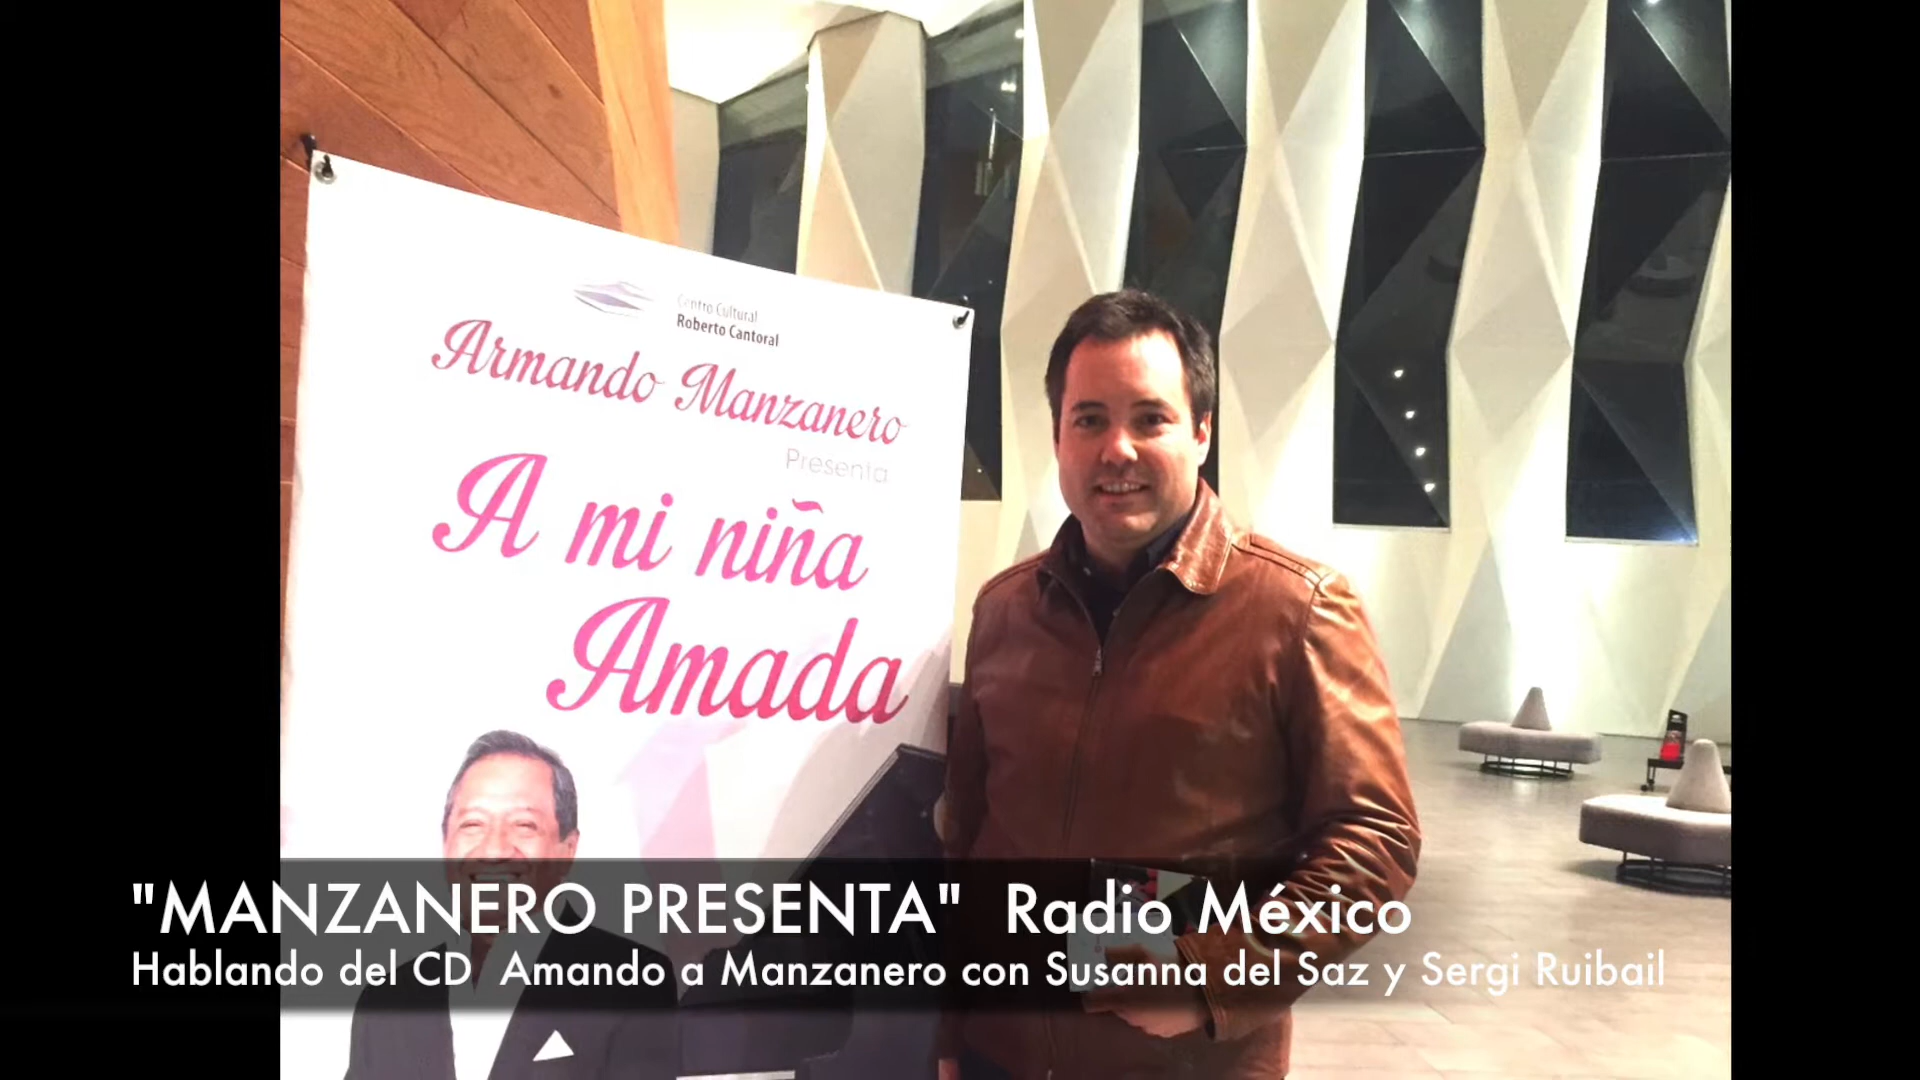 Centro Cultural
Roberto Cantoral
Armando Manzanero
Presenta
A mi niña
Amada
"MANZANERO PRESENTA" Radio México
Hablando del CD Amando a Manzanero con Susanna del Saz y Sergi Ruibail